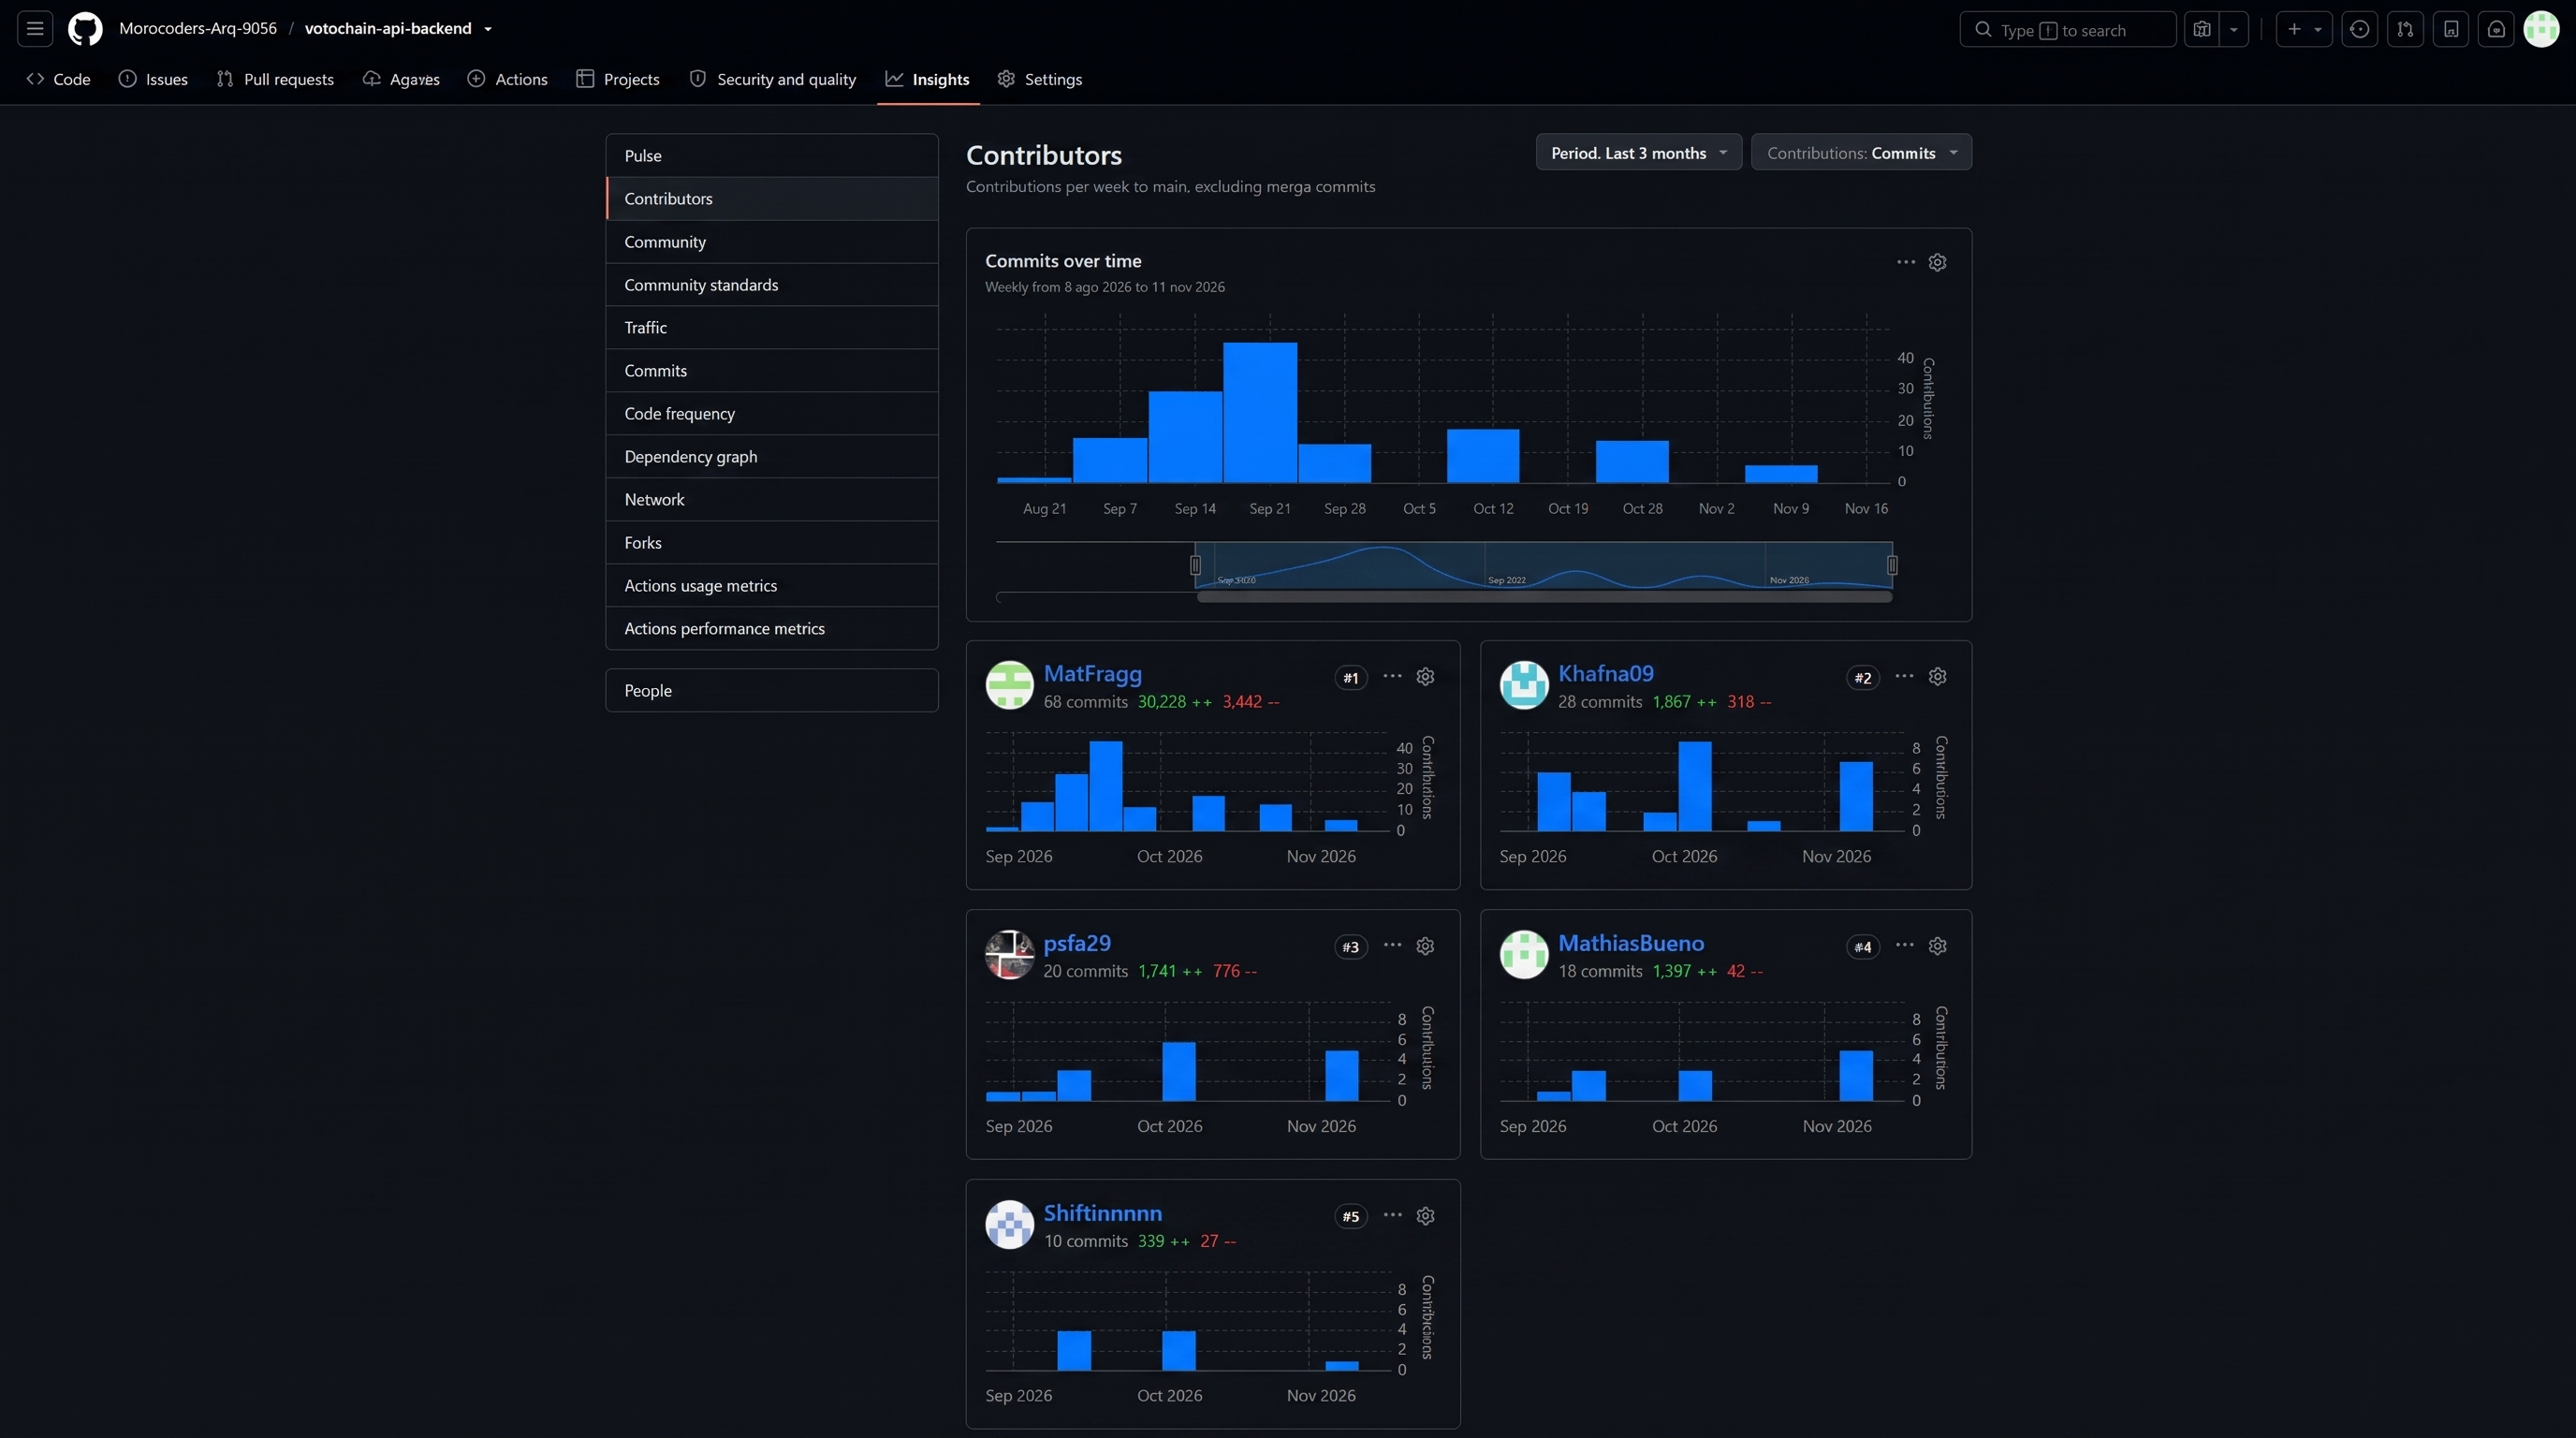 Morocoders-Arq-9056 / votochain-api-backend
Type to search
Code
Issues
Pull requests
Agaves
Actions
Projects
Security and quality
Insights
Settings
Pulse
Contributors
Community
Community standards
Traffic
Commits
Code frequency
Dependency graph
Network
Forks
Actions usage metrics
Actions performance metrics
People
Contributors
Contributions per week to main, excluding merga commits
Period. Last 3 months
Contributions: Commits
Commits over time
Weekly from 8 ago 2026 to 11 nov 2026
40
30
20
10
0
Contributions
Aug 21 Sep 7 Sep 14 Sep 21 Sep 28 Oct 5 Oct 12 Oct 19 Oct 28 Nov 2 Nov 9 Nov 16
Sep 2022 Nov 2026
MatFragg
#1
68 commits 30,228 ++ 3,442 --
40
30
20
10
0
Contributions
Sep 2026 Oct 2026 Nov 2026
Khafna09
#2
28 commits 1,867 ++ 318 --
8
6
4
2
0
Contributions
Sep 2026 Oct 2026 Nov 2026
psfa29
#3
20 commits 1,741 ++ 776 --
8
6
4
2
0
Contributions
Sep 2026 Oct 2026 Nov 2026
MathiasBueno
#4
18 commits 1,397 ++ 42 --
8
6
4
2
0
Contributions
Sep 2026 Oct 2026 Nov 2026
Shiftinnnnn
#5
10 commits 339 ++ 27 --
8
6
4
2
0
Sep 2026 Oct 2026 Nov 2026